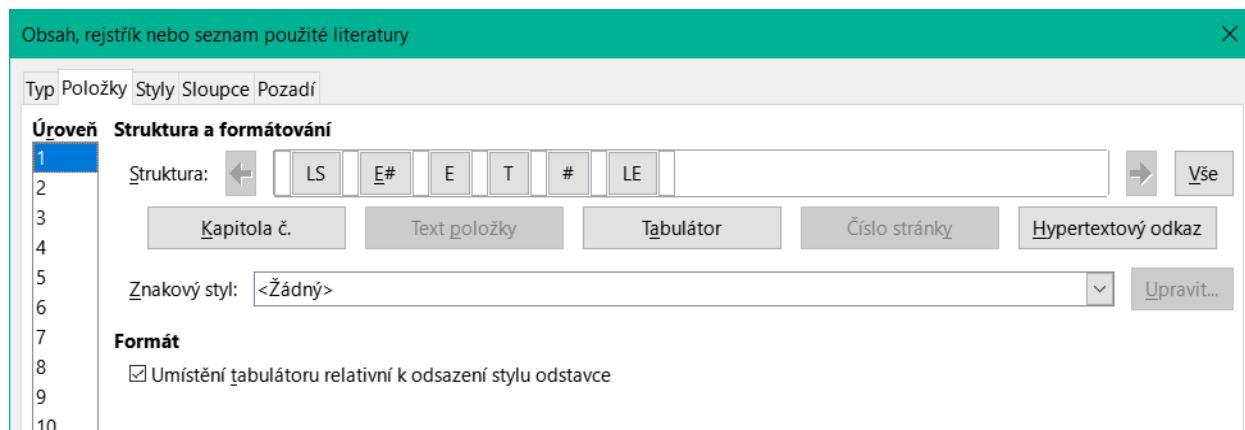 Obsah, rejstřík nebo seznam použité literatury
Typ Položky Styly Sloupce Pozadí
Úroveň Struktura a formátování
1
Struktura: LS E# E T # LE Vše
2
3
Kapitola č. Text položky Tabulátor Číslo stránky Hypertextový odkaz
4
5
Znakový styl: <Žádný> Upravit...
6
7
Formát
8
Umístění tabulátoru relativní k odsazení stylu odstavce
9
10